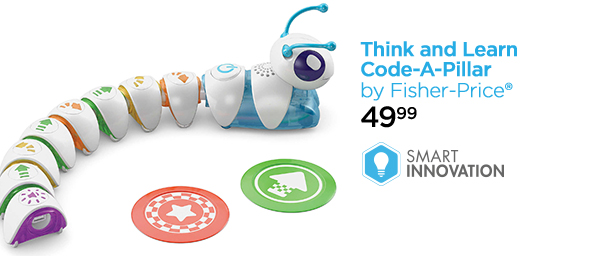 Think and Learn
Code-A-Pillar
by Fisher-Price®
49⁹⁹
SMART
INNOVATION